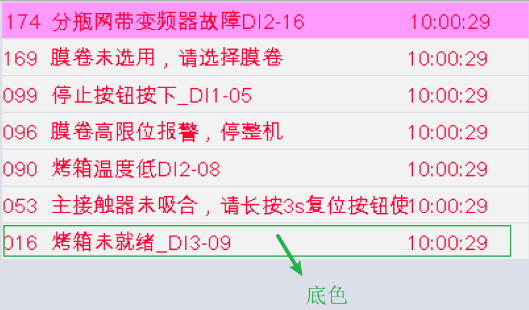 174 分瓶网带变频器故障DI2-16 10:00:29
169 膜卷未选用，请选择膜卷 10:00:29
099 停止按钮按下_DI1-05 10:00:29
096 膜卷高限位报警，停整机 10:00:29
090 烤箱温度低DI2-08 10:00:29
053 主接触器未吸合，请长按3s复位按钮使10:00:29
016 烤箱未就绪_DI3-09 10:00:29
底色